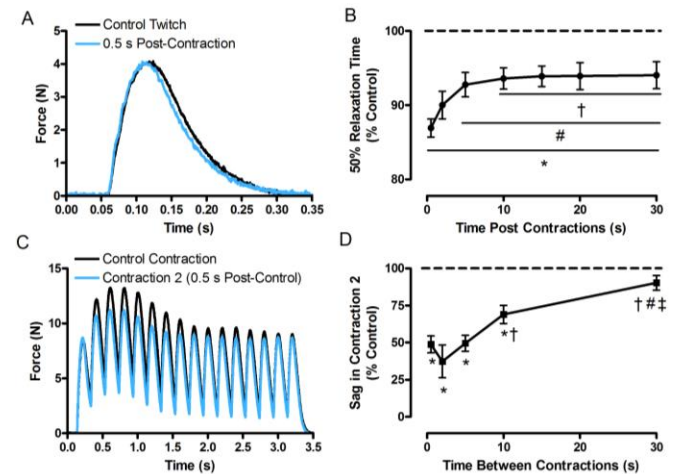 A
Control Twitch
0.5 s Post-Contraction
Force (N)
5
4
3
2
1
0
0.00 0.05 0.10 0.15 0.20 0.25 0.30 0.35
Time (s)
B
50% Relaxation Time
(% Control)
100
90
80
†
#
*
0 10 20 30
Time Post Contractions (s)
C
Control Contraction
Contraction 2 (0.5 s Post-Control)
Force (N)
15
10
5
0
0.0 0.5 1.0 1.5 2.0 2.5 3.0 3.5
Time (s)
D
Sag in Contraction 2
(% Control)
100
75
50
25
0
* * * *† †#‡
0 10 20 30
Time Between Contractions (s)